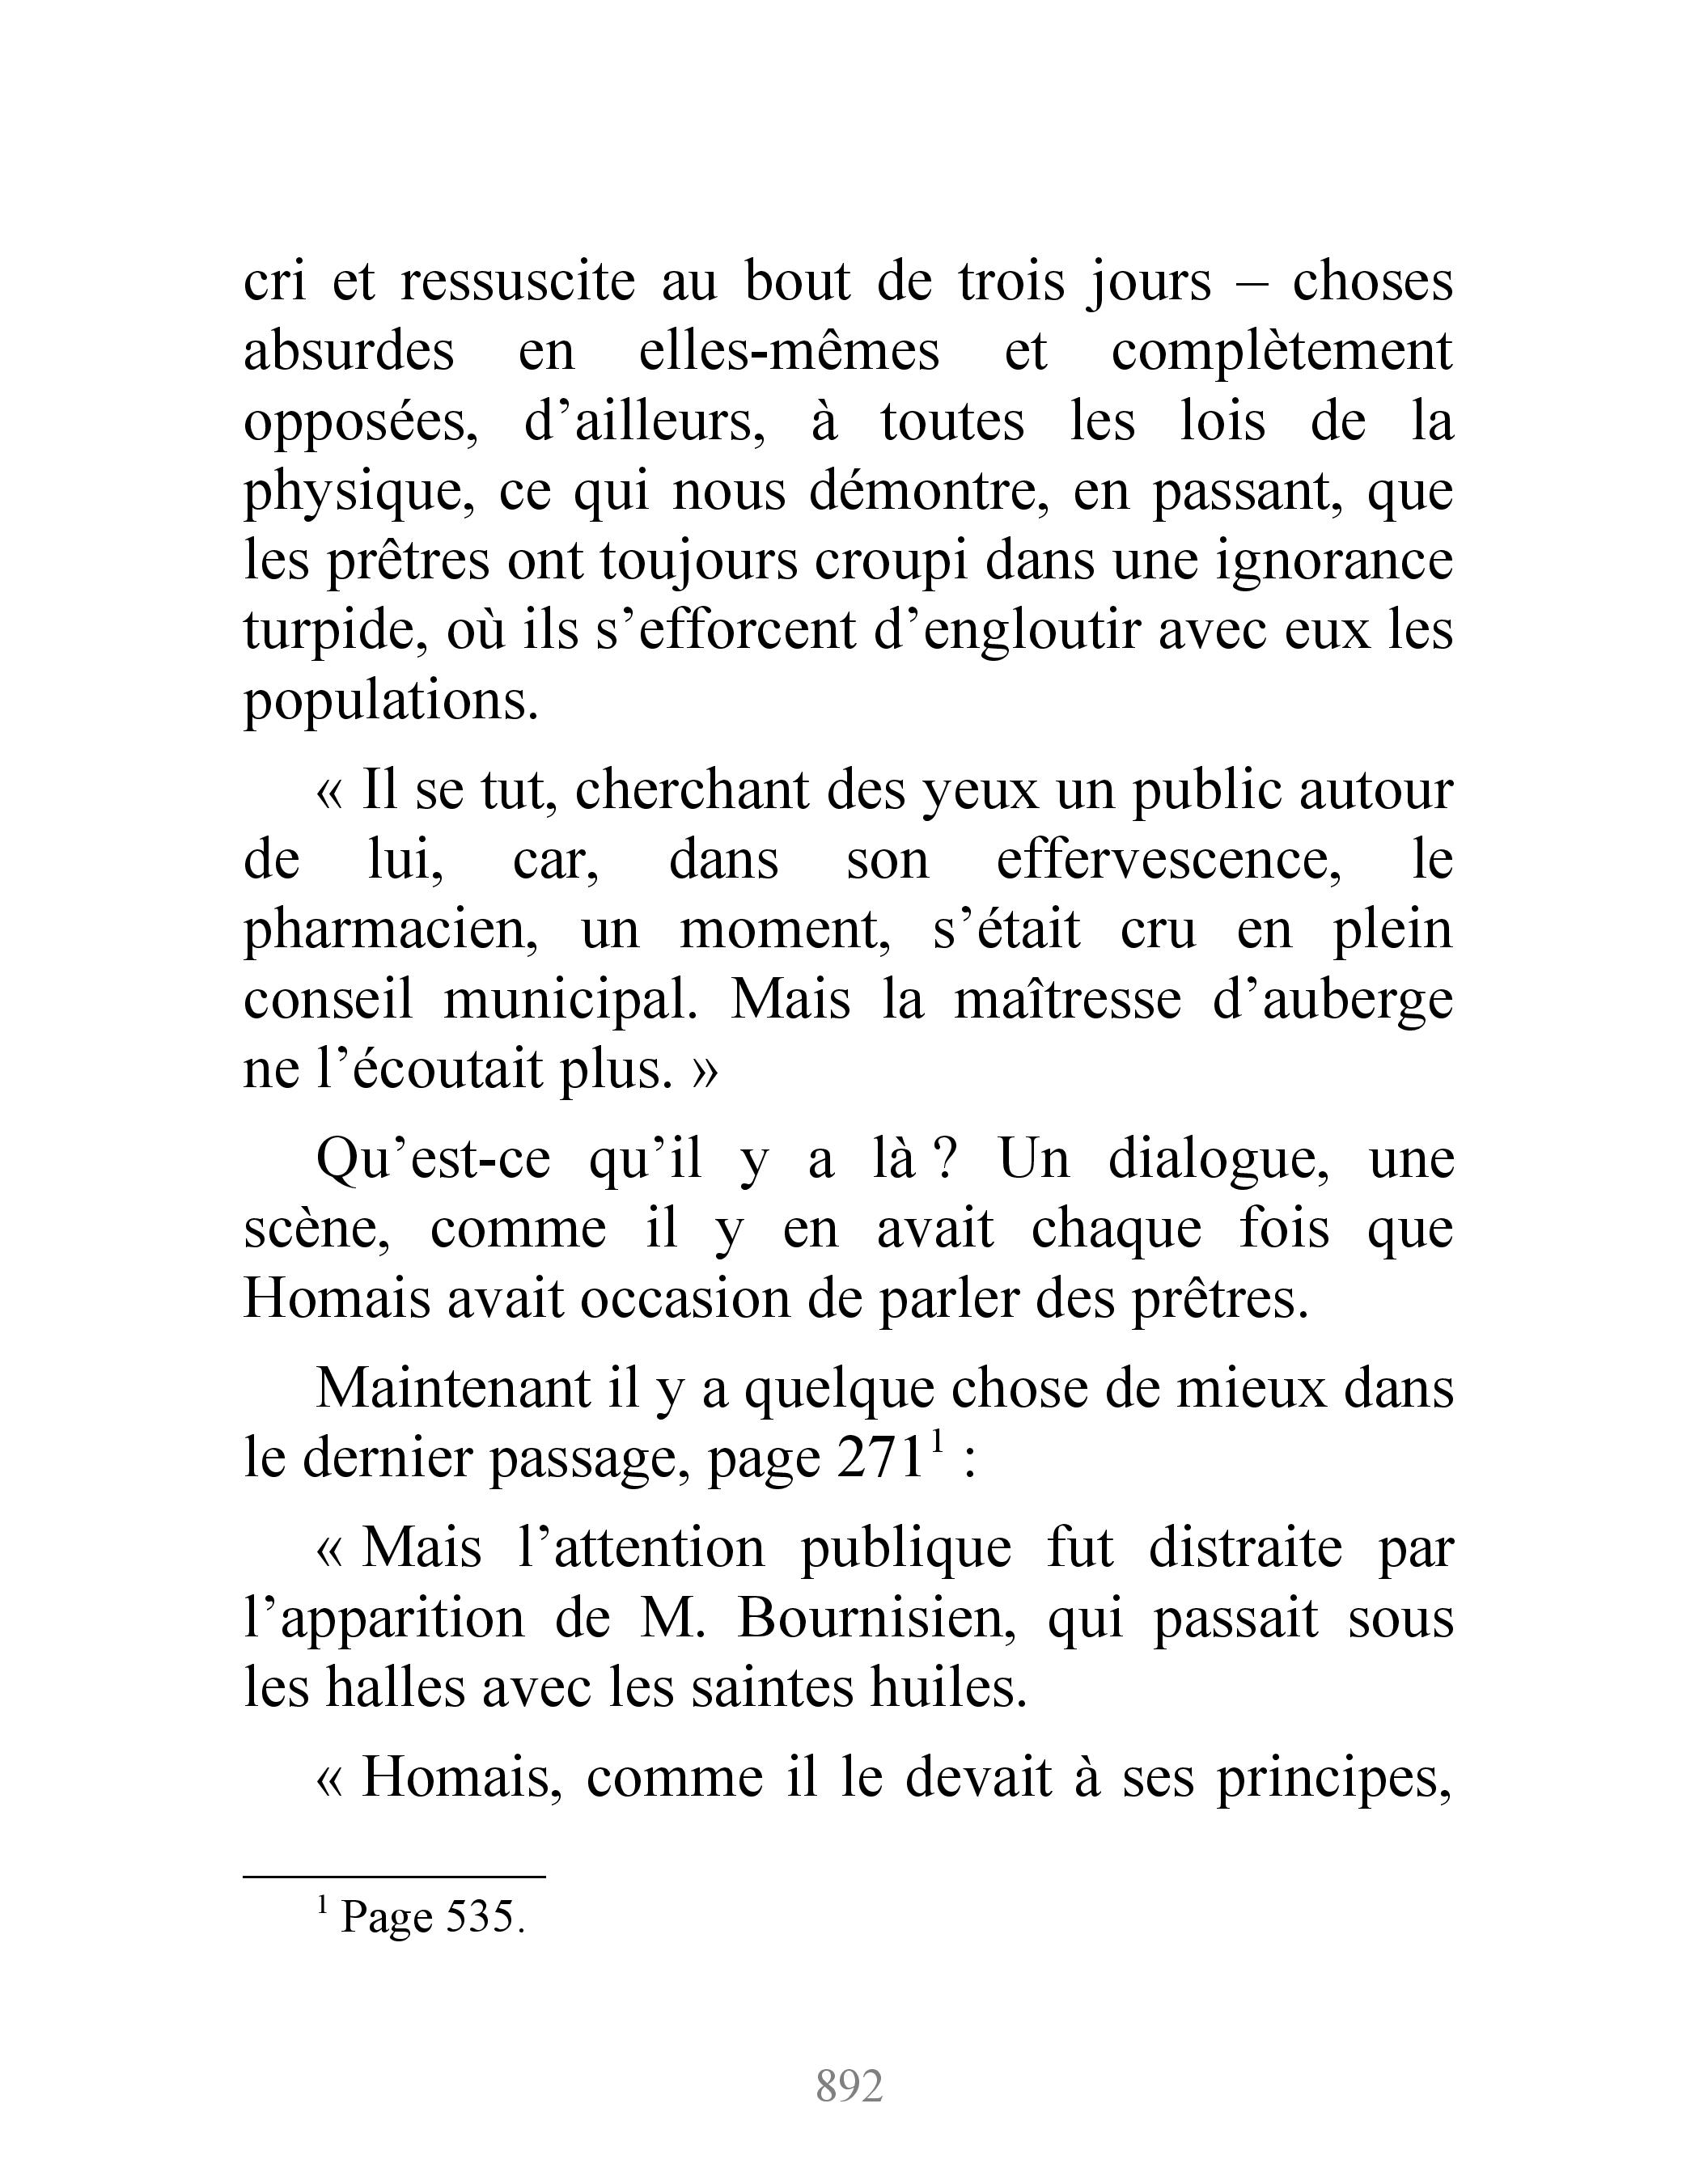 cri et ressuscite au bout de trois jours – choses
absurdes en elles-mêmes et complètement
opposées, d’ailleurs, à toutes les lois de la
physique, ce qui nous démontre, en passant, que
les prêtres ont toujours croupi dans une ignorance
turpide, où ils s’efforcent d’engloutir avec eux les
populations.
« Il se tut, cherchant des yeux un public autour
de lui, car, dans son effervescence, le
pharmacien, un moment, s’était cru en plein
conseil municipal. Mais la maîtresse d’auberge
ne l’écoutait plus. »
Qu’est-ce qu’il y a là ? Un dialogue, une
scène, comme il y en avait chaque fois que
Homais avait occasion de parler des prêtres.
Maintenant il y a quelque chose de mieux dans
le dernier passage, page 271¹ :
« Mais l’attention publique fut distraite par
l’apparition de M. Bournisien, qui passait sous
les halles avec les saintes huiles.
« Homais, comme il le devait à ses principes,
¹ Page 535.
892